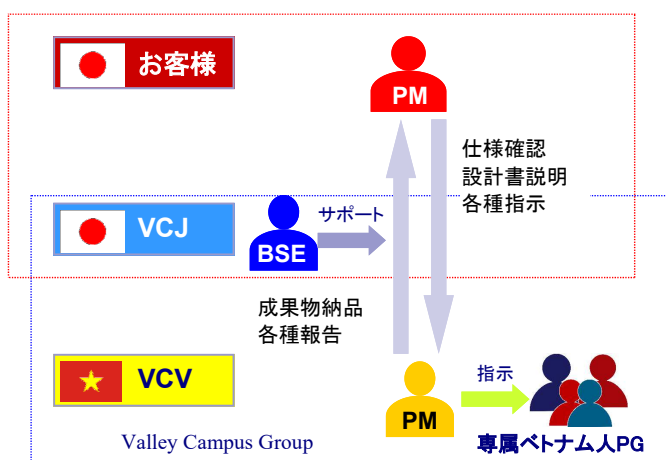 お客様
PM
仕様確認
設計書説明
各種指示
VCJ
BSE
サポート
成果物納品
各種報告
VCV
PM
指示
Valley Campus Group
専属ベトナム人PG